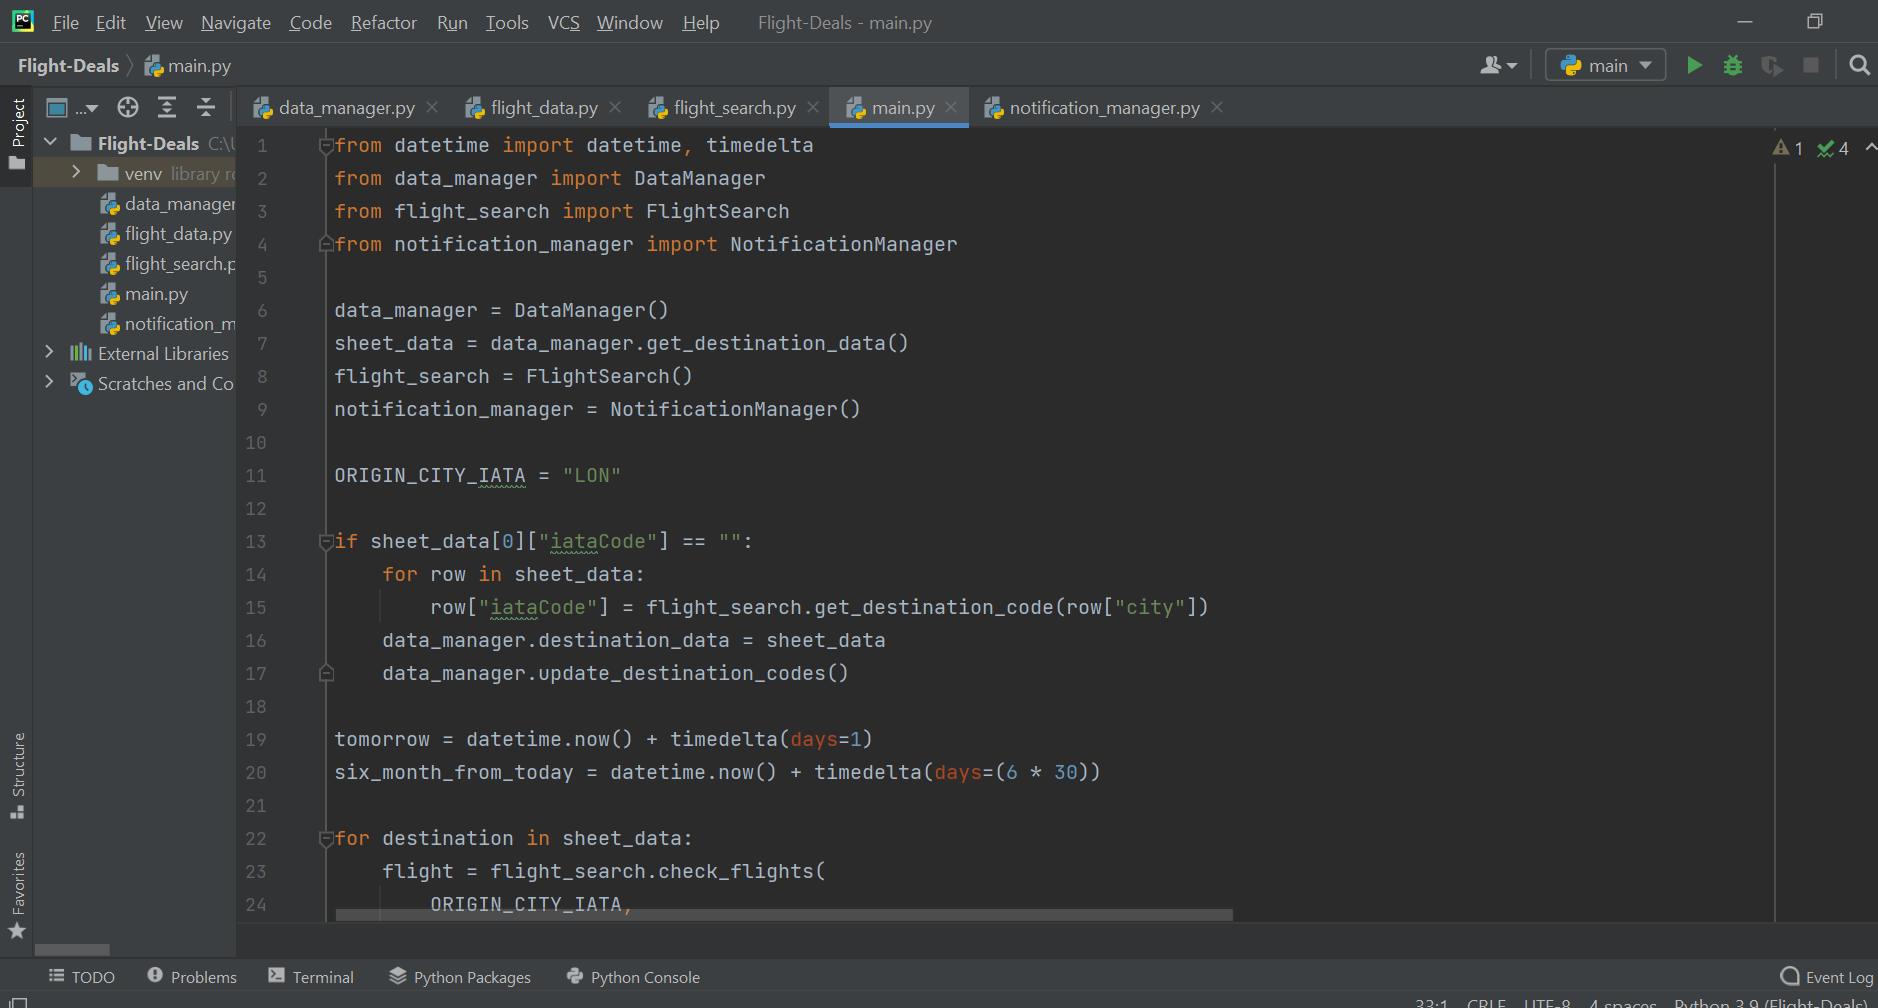 PC
File Edit View Navigate Code Refactor Run Tools VCS Window Help Flight-Deals - main.py
Flight-Deals main.py
main
Project
...
data_manager.py flight_data.py flight_search.py main.py notification_manager.py
Flight-Deals C:\
venv library
data_manager
flight_data.py
flight_search.p
main.py
notification_m
External Libraries
Scratches and Co
1 4
1 from datetime import datetime, timedelta
2 from data_manager import DataManager
3 from flight_search import FlightSearch
4 from notification_manager import NotificationManager
5
6 data_manager = DataManager()
7 sheet_data = data_manager.get_destination_data()
8 flight_search = FlightSearch()
9 notification_manager = NotificationManager()
10
11 ORIGIN_CITY_IATA = "LON"
12
13 if sheet_data[0]["iataCode"] == "":
14     for row in sheet_data:
15         row["iataCode"] = flight_search.get_destination_code(row["city"])
16     data_manager.destination_data = sheet_data
17     data_manager.update_destination_codes()
18
19 tomorrow = datetime.now() + timedelta(days=1)
20 six_month_from_today = datetime.now() + timedelta(days=(6 * 30))
21
22 for destination in sheet_data:
23     flight = flight_search.check_flights(
24         ORIGIN_CITY_IATA,
Structure
Favorites
TODO Problems Terminal Python Packages Python Console Event Log
33:1 CRLF UTF-8 4 spaces Python 3.9 (Flight-Deals)